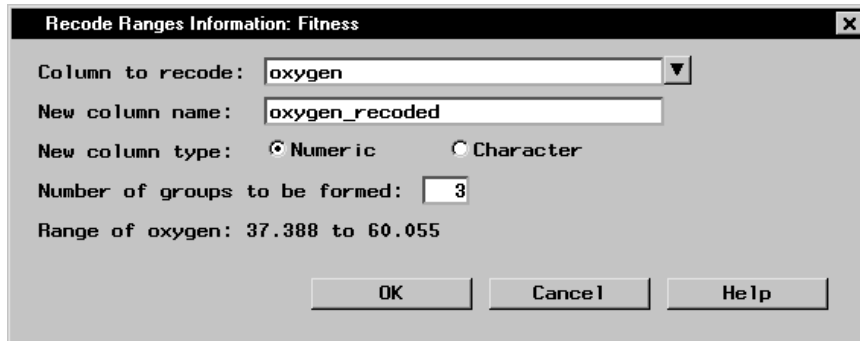 Recode Ranges Information: Fitness
Column to recode: oxygen
New column name: oxygen_recoded
New column type: Numeric Character
Number of groups to be formed: 3
Range of oxygen: 37.388 to 60.055
OK Cancel Help